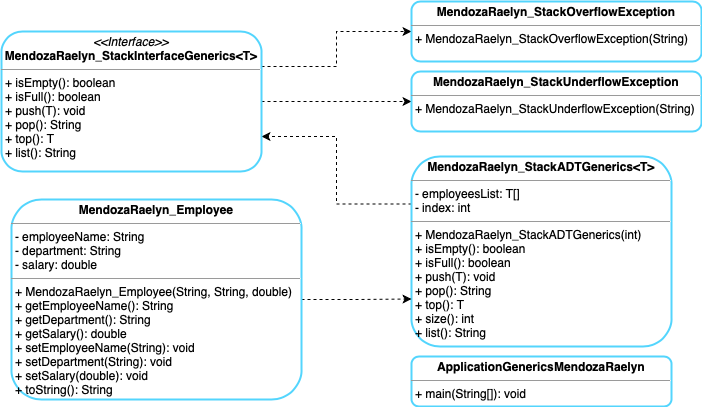 <<Interface>>
MendozaRaelyn_StackInterfaceGenerics<T>
+ isEmpty(): boolean
+ isFull(): boolean
+ push(T): void
+ pop(): String
+ top(): T
+ list(): String
MendozaRaelyn_StackOverflowException
+ MendozaRaelyn_StackOverflowException(String)
MendozaRaelyn_StackUnderflowException
+ MendozaRaelyn_StackUnderflowException(String)
MendozaRaelyn_StackADTGenerics<T>
- employeesList: T[]
- index: int
+ MendozaRaelyn_StackADTGenerics(int)
+ isEmpty(): boolean
+ isFull(): boolean
+ push(T): void
+ pop(): String
+ top(): T
+ size(): int
+ list(): String
MendozaRaelyn_Employee
- employeeName: String
- department: String
- salary: double
+ MendozaRaelyn_Employee(String, String, double)
+ getEmployeeName(): String
+ getDepartment(): String
+ getSalary(): double
+ setEmployeeName(String): void
+ setDepartment(String): void
+ setSalary(double): void
+ toString(): String
ApplicationGenericsMendozaRaelyn
+ main(String[]): void